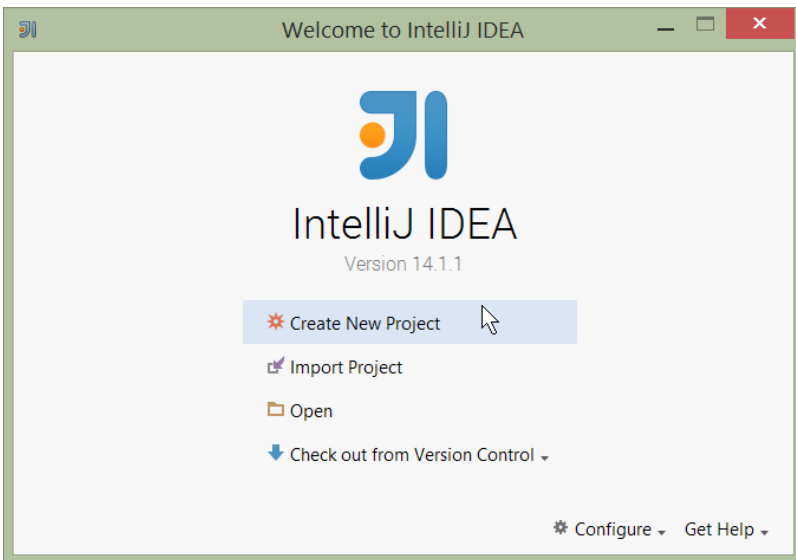 Welcome to IntelliJ IDEA
IntelliJ IDEA
Version 14.1.1
Create New Project
Import Project
Open
Check out from Version Control
Configure Get Help